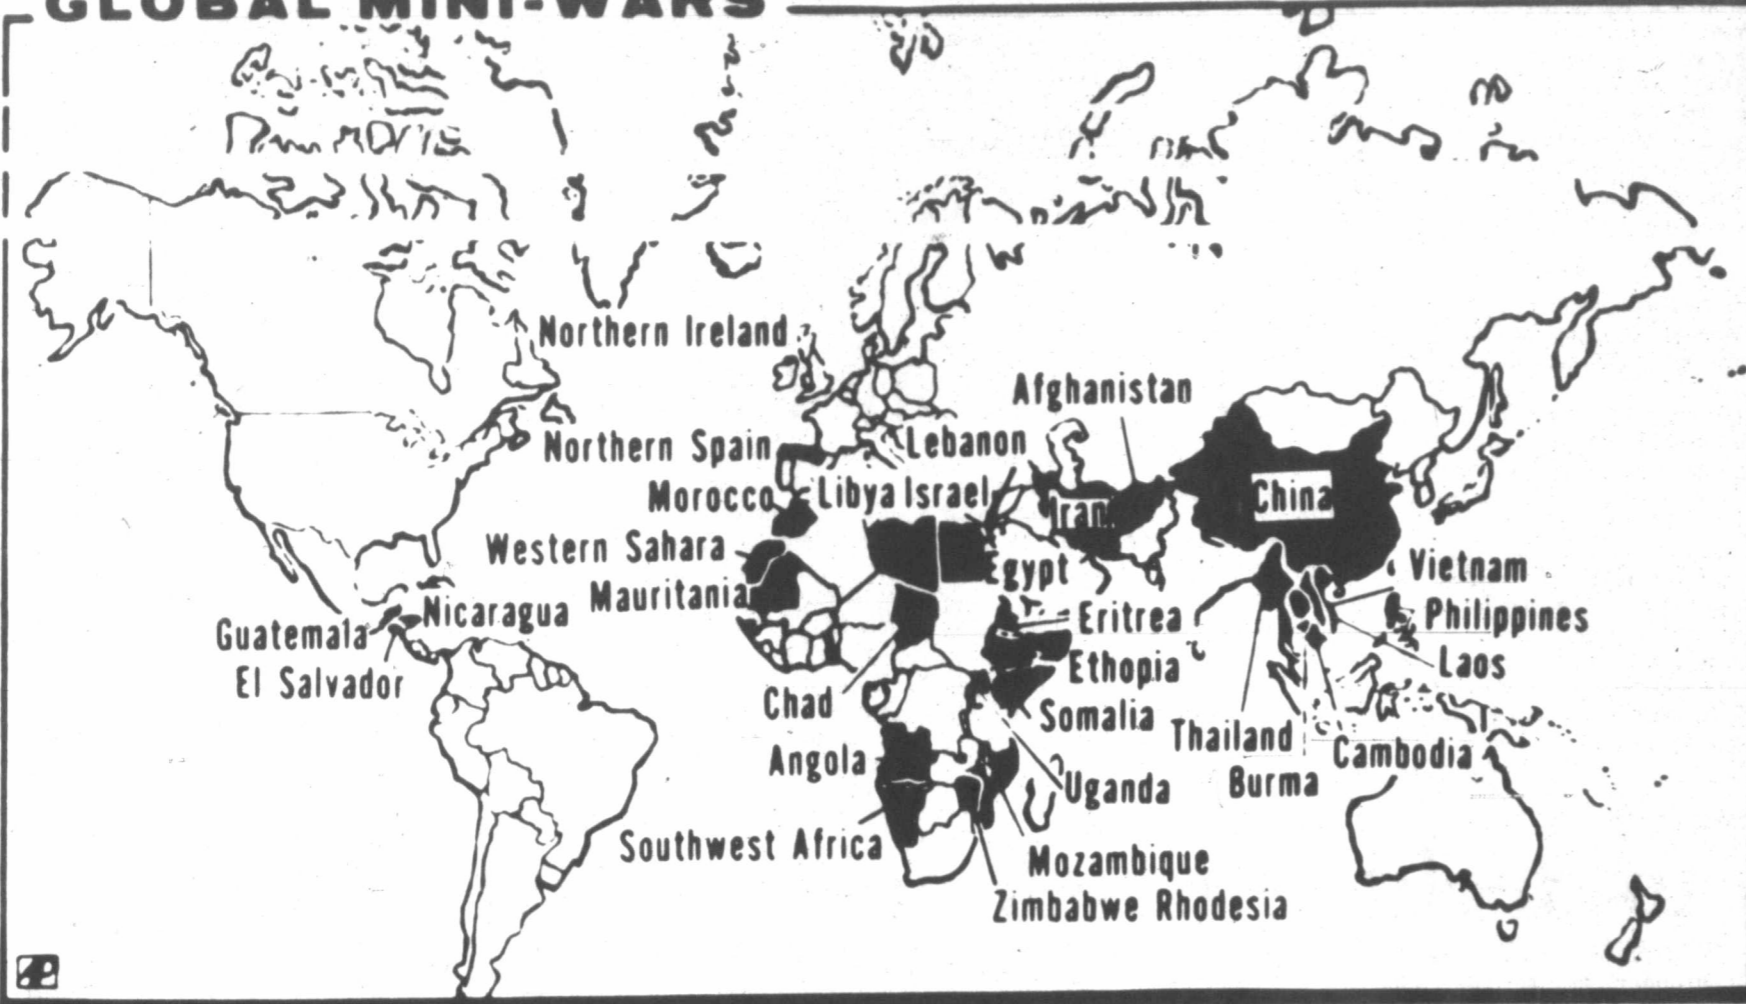 GLOBAL MINI-WARS
Northern Ireland
Afghanistan
Northern Spain
Lebanon
Morocco
Libya
Israel
Iran
China
Western Sahara
Egypt
Vietnam
Mauritania
Nicaragua
Eritrea
Philippines
Guatemala
El Salvador
Ethopia
Laos
Chad
Somalia
Thailand
Cambodia
Angola
Uganda
Burma
Southwest Africa
Mozambique
Zimbabwe Rhodesia
AP